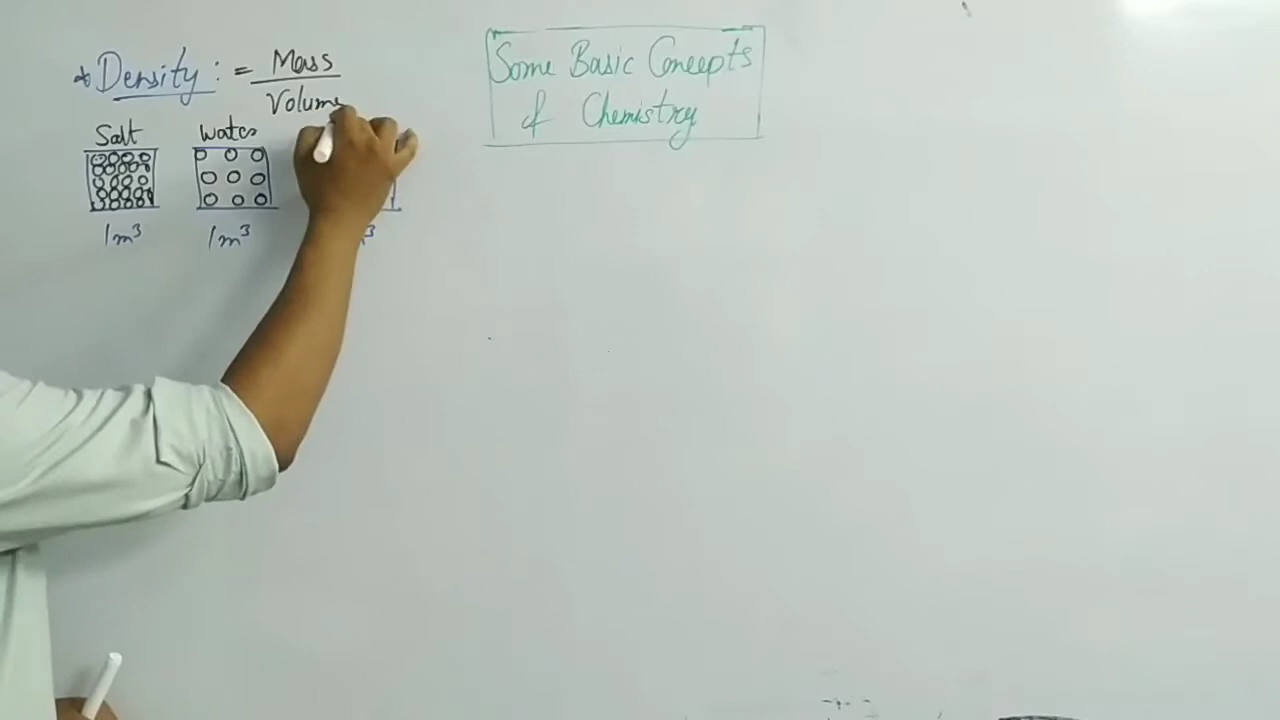 * Density : = Mass
Volume
Some Basic Concepts
of Chemistry
Salt
Water
1m³
1m³